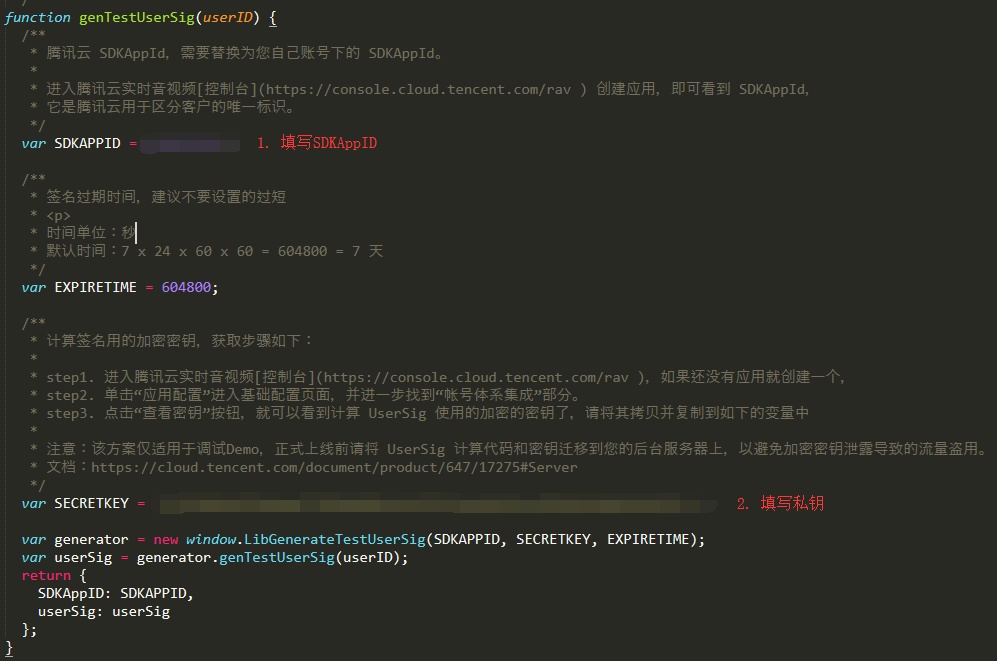 */
function genTestUserSig(userID) {
/**
* 腾讯云 SDKAppId，需要替换为您自己账号下的 SDKAppId。
*
* 进入腾讯云实时音视频[控制台](https://console.cloud.tencent.com/rav ) 创建应用，即可看到 SDKAppId，
* 它是腾讯云用于区分客户的唯一标识。
*/
var SDKAPPID = 1. 填写SDKAppID
/**
* 签名过期时间，建议不要设置的过短
* <p>
* 时间单位：秒
* 默认时间：7 x 24 x 60 x 60 = 604800 = 7 天
*/
var EXPIRETIME = 604800;
/**
* 计算签名用的加密密钥，获取步骤如下：
*
* step1. 进入腾讯云实时音视频[控制台](https://console.cloud.tencent.com/rav )，如果还没有应用就创建一个，
* step2. 单击“应用配置”进入基础配置页面，并进一步找到“帐号体系集成”部分。
* step3. 点击“查看密钥”按钮，就可以看到计算 UserSig 使用的加密的密钥了，请将其拷贝并复制到如下的变量中
*
* 注意：该方案仅适用于调试Demo，正式上线前请将 UserSig 计算代码和密钥迁移到您的后台服务器上，以避免加密密钥泄露导致的流量盗用。
* 文档：https://cloud.tencent.com/document/product/647/17275#Server
*/
var SECRETKEY = 2. 填写私钥
var generator = new window.LibGenerateTestUserSig(SDKAPPID, SECRETKEY, EXPIRETIME);
var userSig = generator.genTestUserSig(userID);
return {
SDKAppID: SDKAPPID,
userSig: userSig
};
}